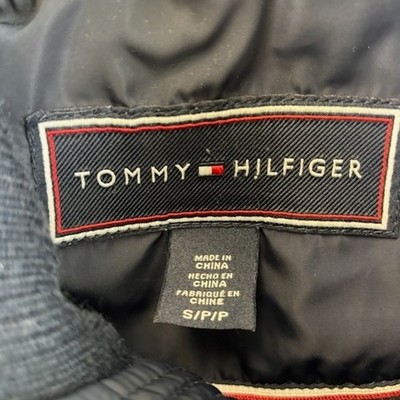 TOMMY HILFIGER
MADE IN
CHINA
HECHO EN
CHINA
FABRIQUÉ EN
CHINE
S/P/P